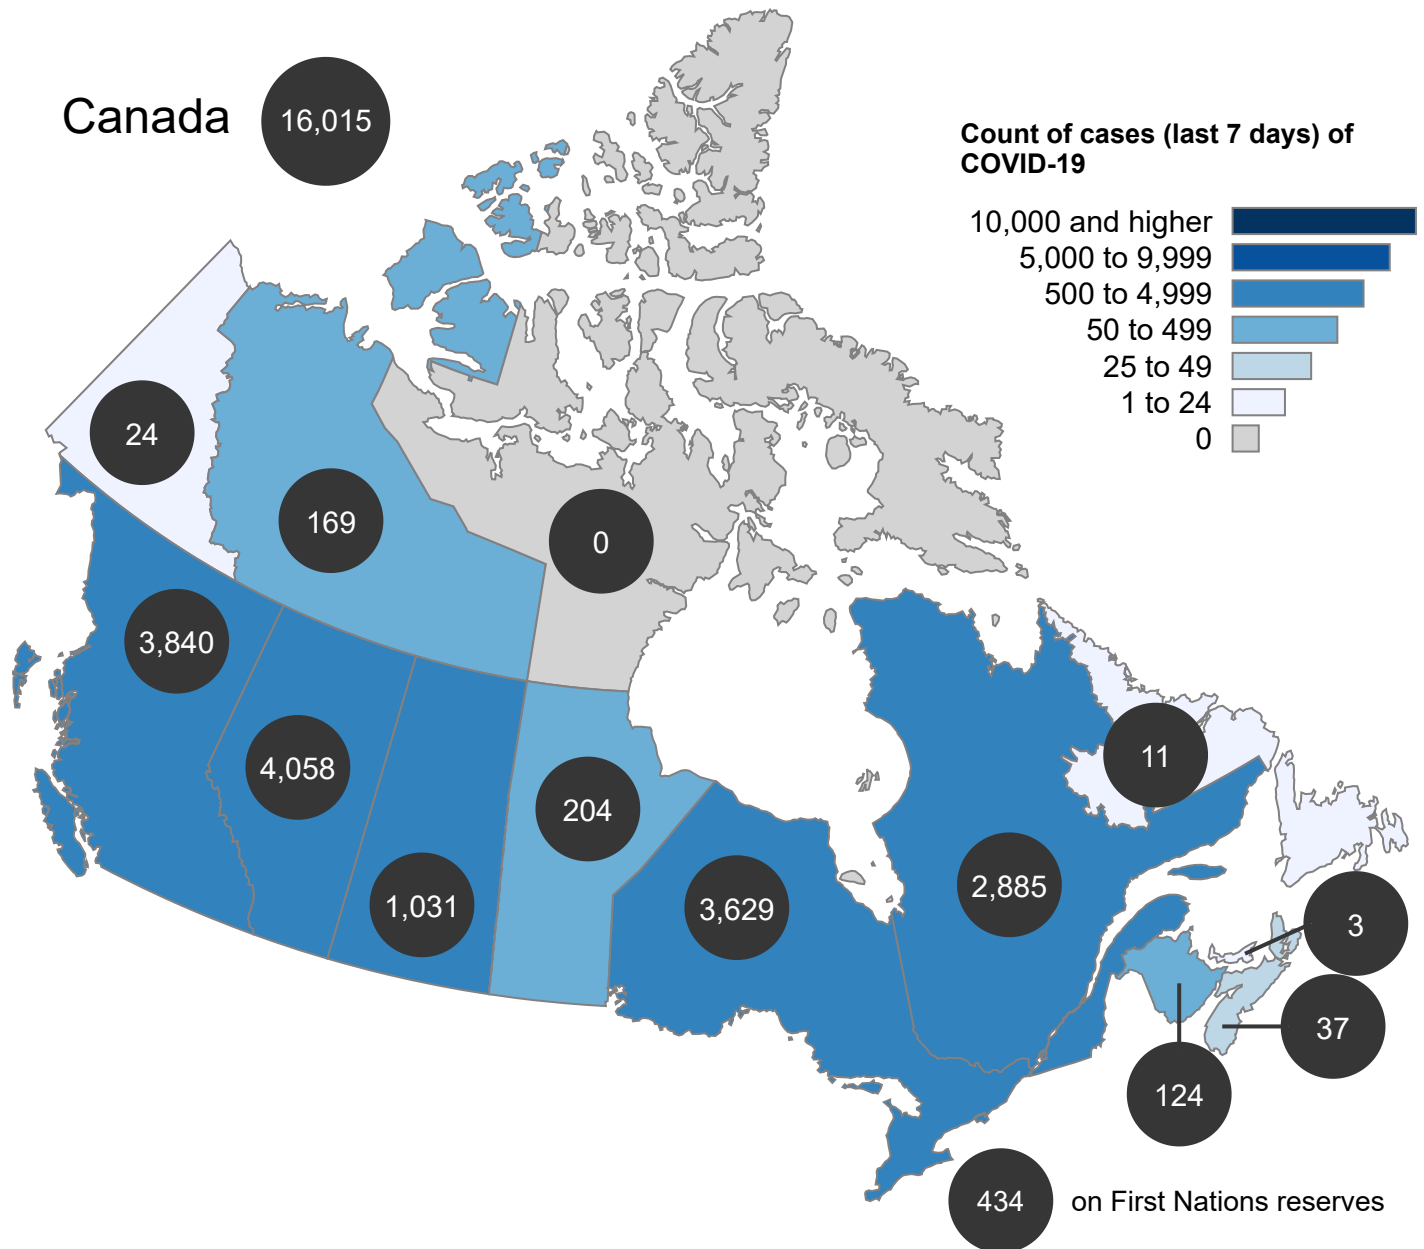 Canada
16,015
Count of cases (last 7 days) of
COVID-19
10,000 and higher
5,000 to 9,999
500 to 4,999
50 to 499
25 to 49
1 to 24
0
24
169
0
3,840
4,058
204
11
1,031
3,629
2,885
3
37
124
434
on First Nations reserves